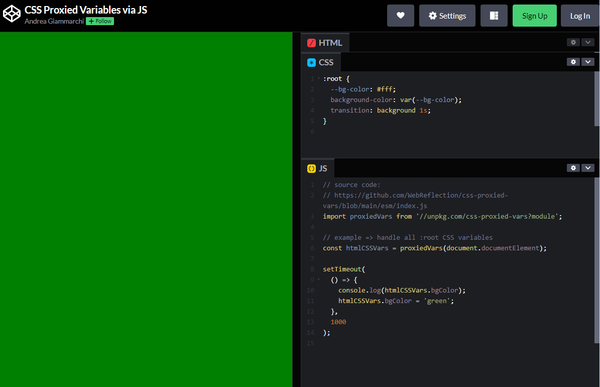 CSS Proxied Variables via JS
Andrea Giammarchi
+ Follow
Settings
Sign Up
Log In
HTML
CSS
1 :root {
2 --bg-color: #fff;
3 background-color: var(--bg-color);
4 transition: background 1s;
5 }
6
JS
1 // source code:
2 // https://github.com/WebReflection/css-proxied-
vars/blob/main/esm/index.js
3 import proxiedVars from '//unpkg.com/css-proxied-vars?module';
4
5 // example => handle all :root CSS variables
6 const htmlCSSVars = proxiedVars(document.documentElement);
7
8 setTimeout(
9 () => {
10 console.log(htmlCSSVars.bgColor);
11 htmlCSSVars.bgColor = 'green';
12 },
13 1000
14 );
15